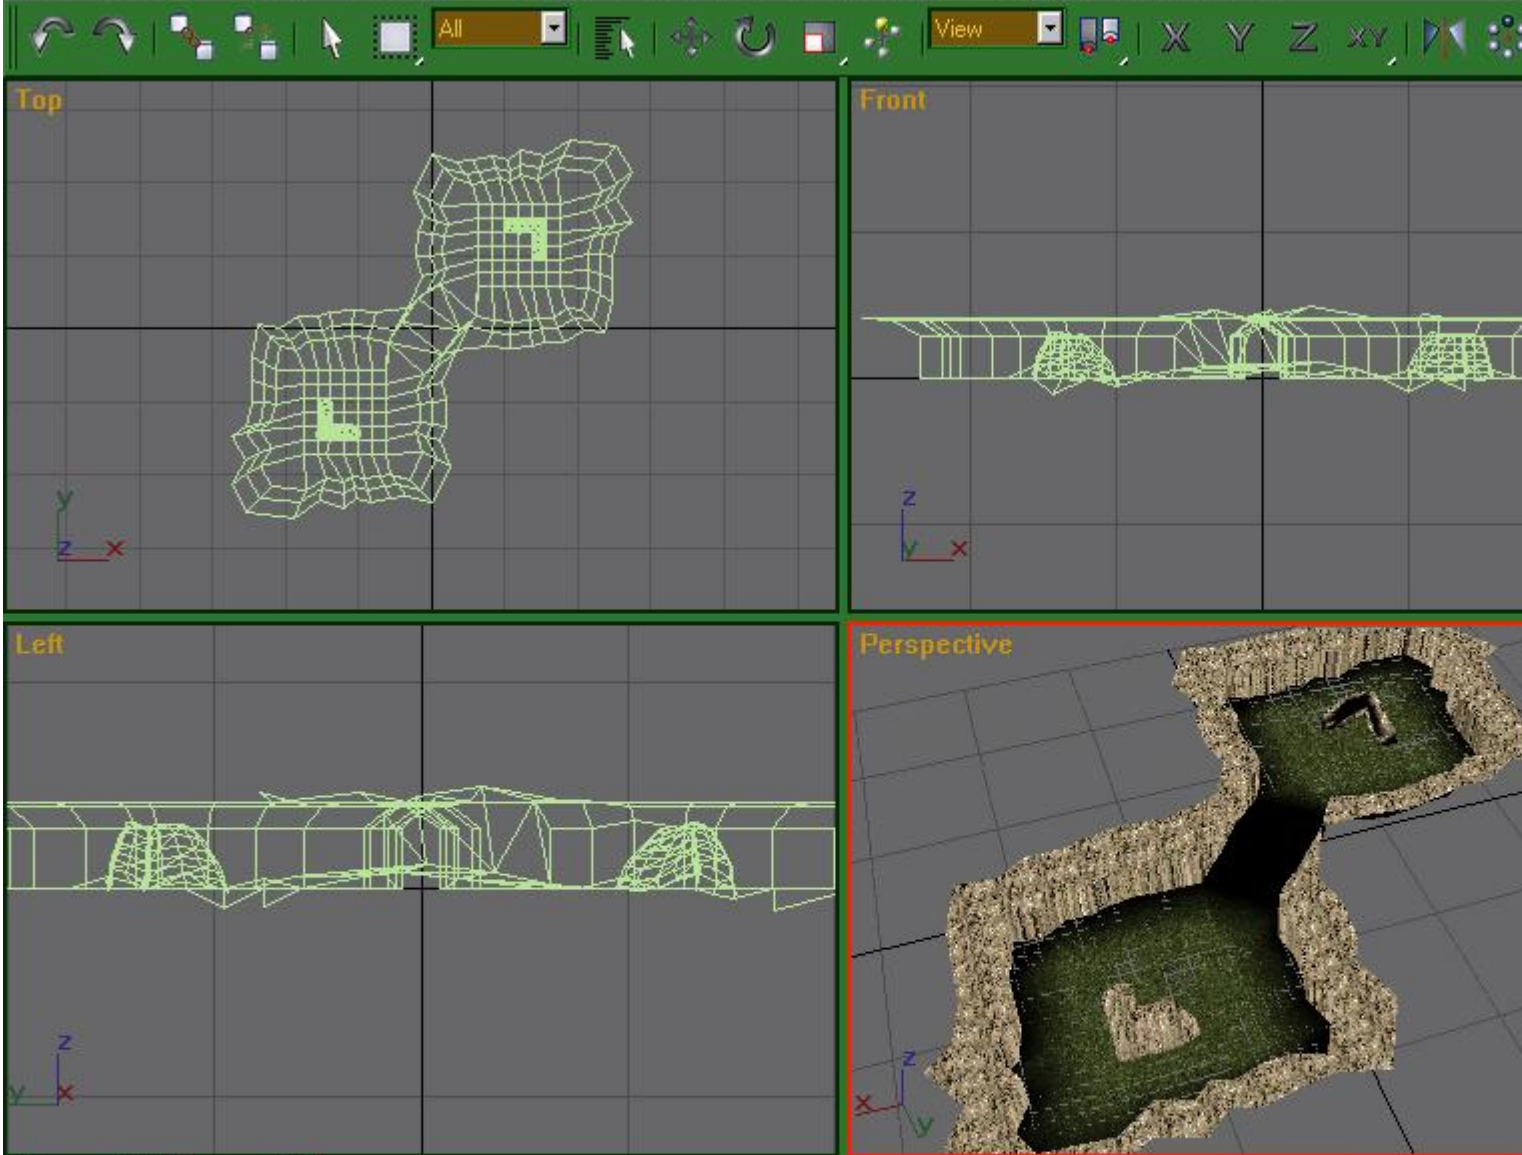 All
View
X Y Z XY
Top
Front
y
z x
z
y x
Left
Perspective
z
y x
z
x
y